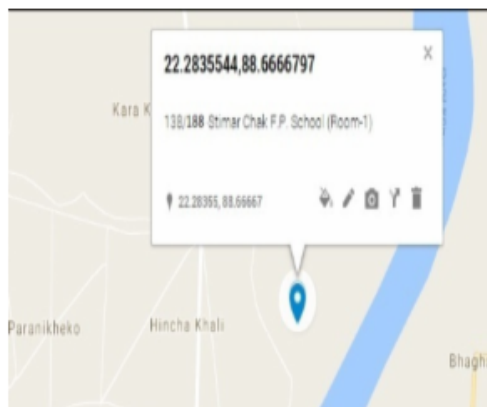 22.2835544,88.6666797
138/188 Stimar Chak F.P. School (Room-1)
22.28355, 88.66667
Kara K
Paranikheko
Hincha Khali
Bhagh